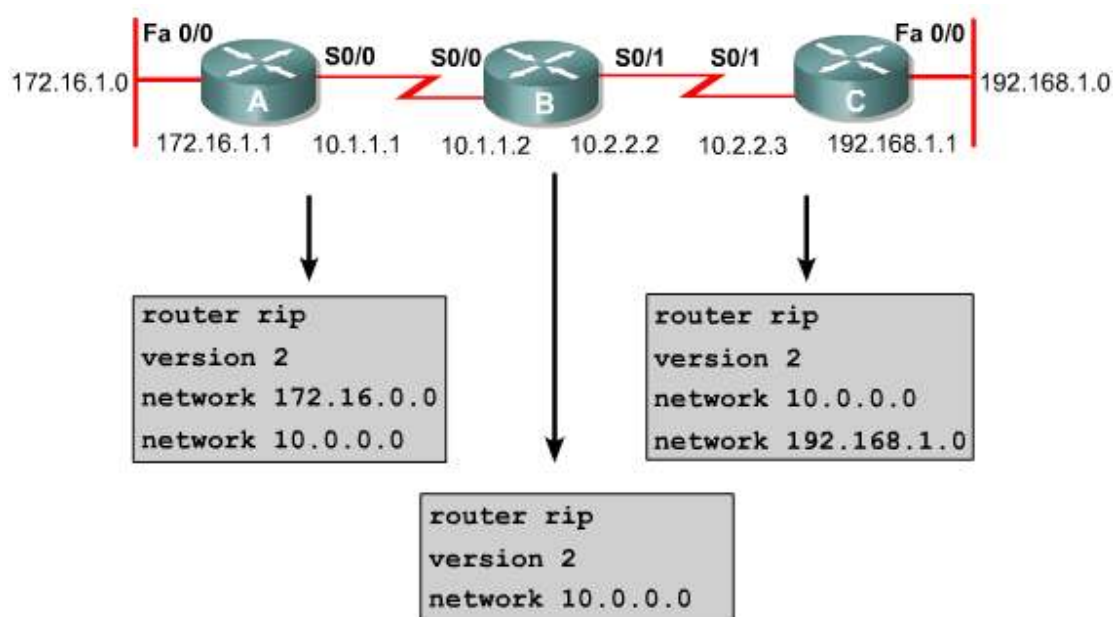 Fa 0/0
S0/0
S0/0
S0/1
S0/1
Fa 0/0
172.16.1.0
A
B
C
192.168.1.0
172.16.1.1
10.1.1.1
10.1.1.2
10.2.2.2
10.2.2.3
192.168.1.1
router rip
version 2
network 172.16.0.0
network 10.0.0.0
router rip
version 2
network 10.0.0.0
network 192.168.1.0
router rip
version 2
network 10.0.0.0